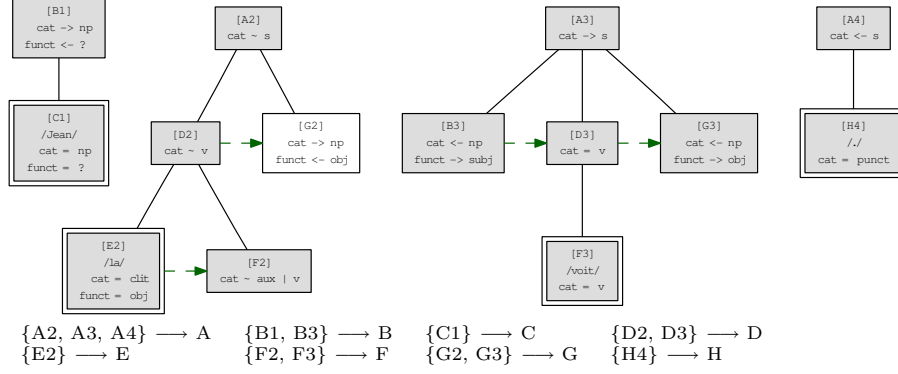 [B1]
cat -> np
funct <- ?
[C1]
/Jean/
cat = np
funct = ?
[A2]
cat ~ s
[D2]
cat ~ v
[G2]
cat -> np
funct <- obj
[E2]
/la/
cat = clit
funct = obj
[F2]
cat ~ aux | v
[A3]
cat -> s
[B3]
cat <- np
funct -> subj
[D3]
cat = v
[G3]
cat <- np
funct -> obj
[F3]
/voit/
cat = v
[A4]
cat <- s
[H4]
/./
cat = punct
{A2, A3, A4} ⟶ A {B1, B3} ⟶ B {C1} ⟶ C {D2, D3} ⟶ D
{E2} ⟶ E {F2, F3} ⟶ F {G2, G3} ⟶ G {H4} ⟶ H